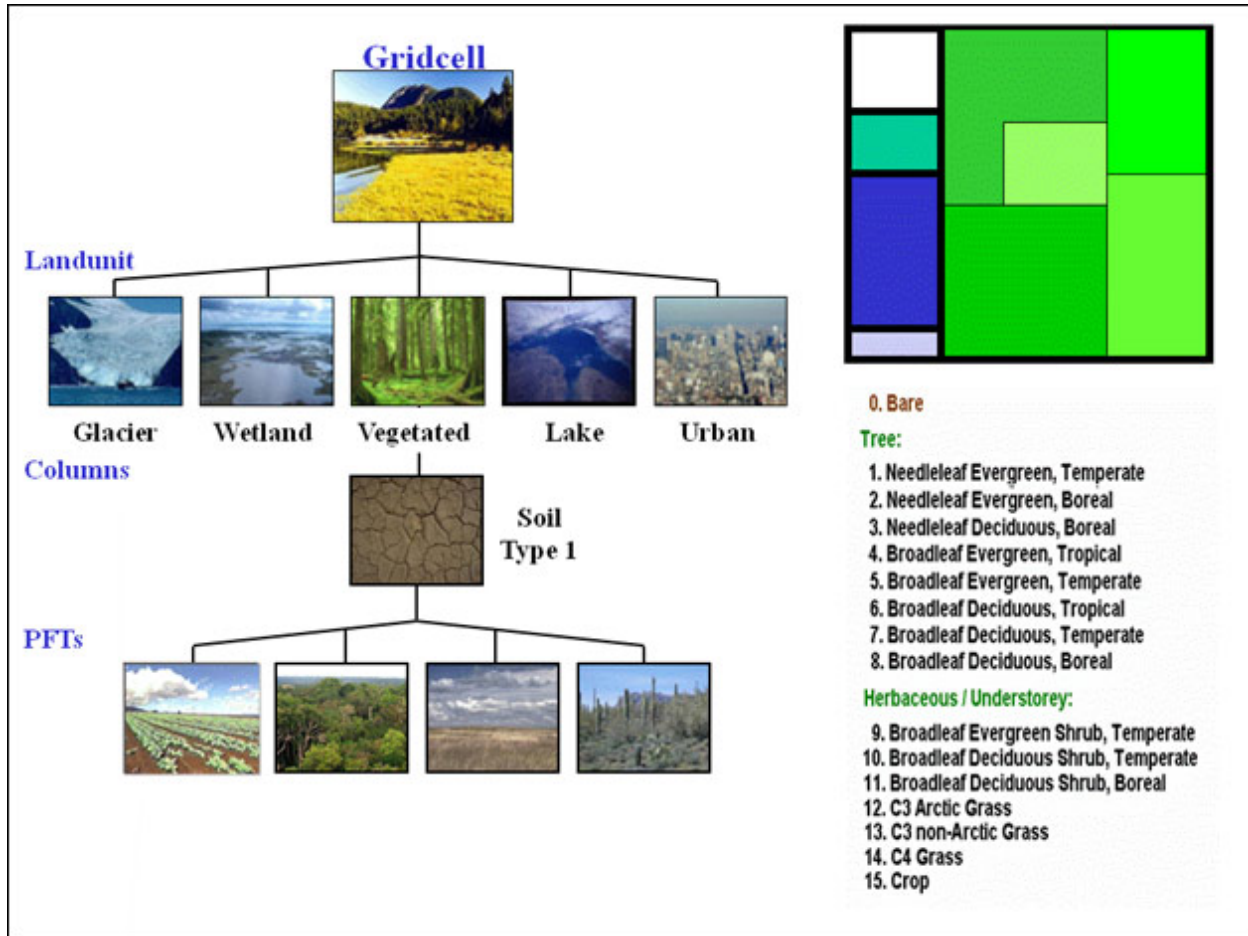 Gridcell
Landunit
Glacier
Wetland
Vegetated
Lake
Urban
Columns
Soil
Type 1
PFTs
0. Bare
Tree:
1. Needleleaf Evergreen, Temperate
2. Needleleaf Evergreen, Boreal
3. Needleleaf Deciduous, Boreal
4. Broadleaf Evergreen, Tropical
5. Broadleaf Evergreen, Temperate
6. Broadleaf Deciduous, Tropical
7. Broadleaf Deciduous, Temperate
8. Broadleaf Deciduous, Boreal
Herbaceous / Understorey:
9. Broadleaf Evergreen Shrub, Temperate
10. Broadleaf Deciduous Shrub, Temperate
11. Broadleaf Deciduous Shrub, Boreal
12. C3 Arctic Grass
13. C3 non-Arctic Grass
14. C4 Grass
15. Crop